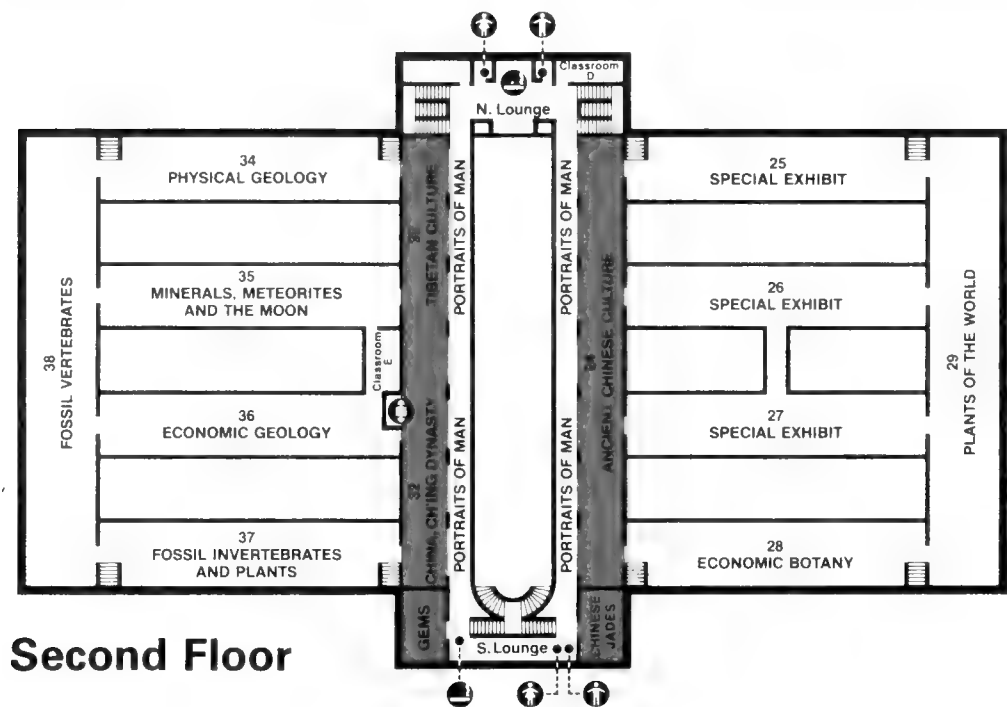 Classroom
D
N. Lounge
34
PHYSICAL GEOLOGY
25
SPECIAL EXHIBIT
TIBETAN CULTURE
PORTRAITS OF MAN
PORTRAITS OF MAN
35
MINERALS, METEORITES
AND THE MOON
26
SPECIAL EXHIBIT
38
FOSSIL VERTEBRATES
Classroom
E
24
ANCIENT CHINESE CULTURE
29
PLANTS OF THE WORLD
36
ECONOMIC GEOLOGY
27
SPECIAL EXHIBIT
32
CHINA, CH'ING DYNASTY
PORTRAITS OF MAN
PORTRAITS OF MAN
37
FOSSIL INVERTEBRATES
AND PLANTS
28
ECONOMIC BOTANY
GEMS
CHINESE
JADES
S. Lounge
Second Floor